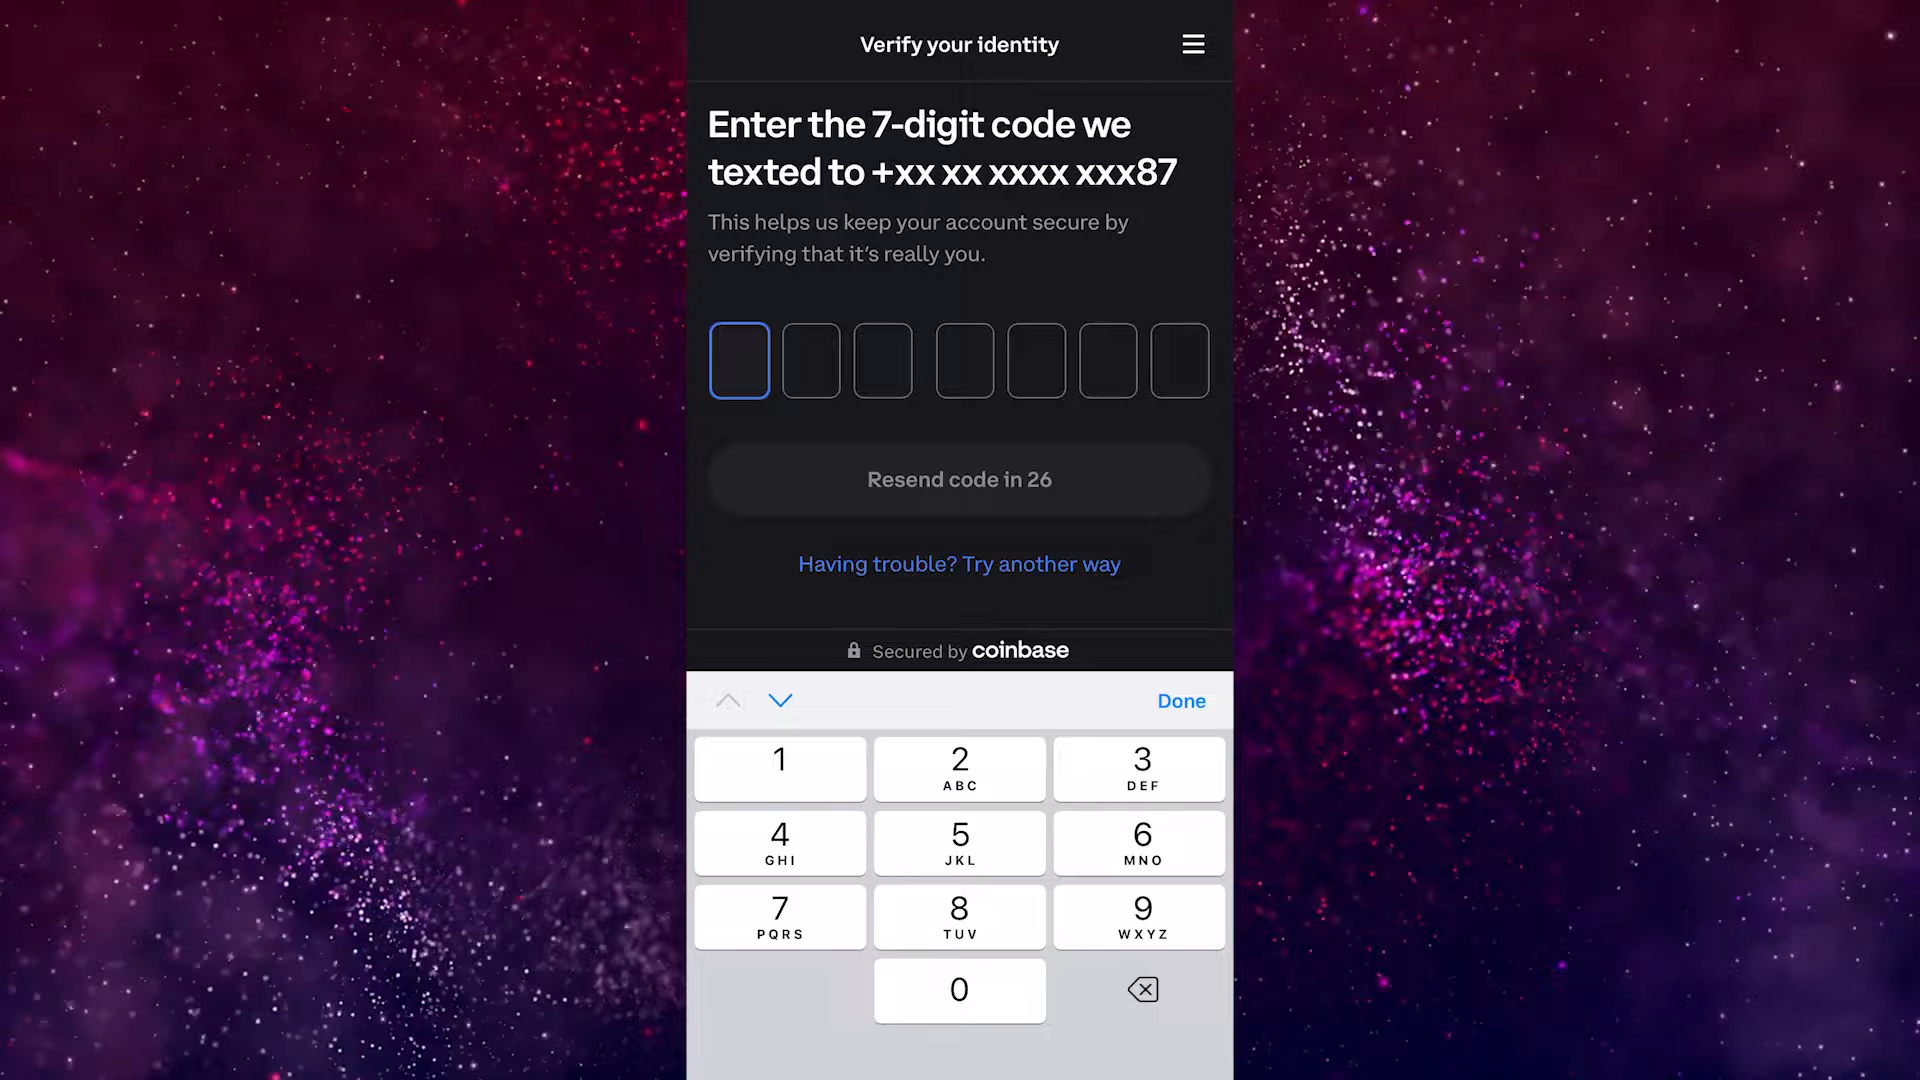 Verify your identity
Enter the 7-digit code we
texted to +xx xx xxxx xxx87
This helps us keep your account secure by
verifying that it's really you.
Resend code in 26
Having trouble? Try another way
Secured by coinbase
Done
1
2
ABC
3
DEF
4
GHI
5
JKL
6
MNO
7
PQRS
8
TUV
9
WXYZ
0